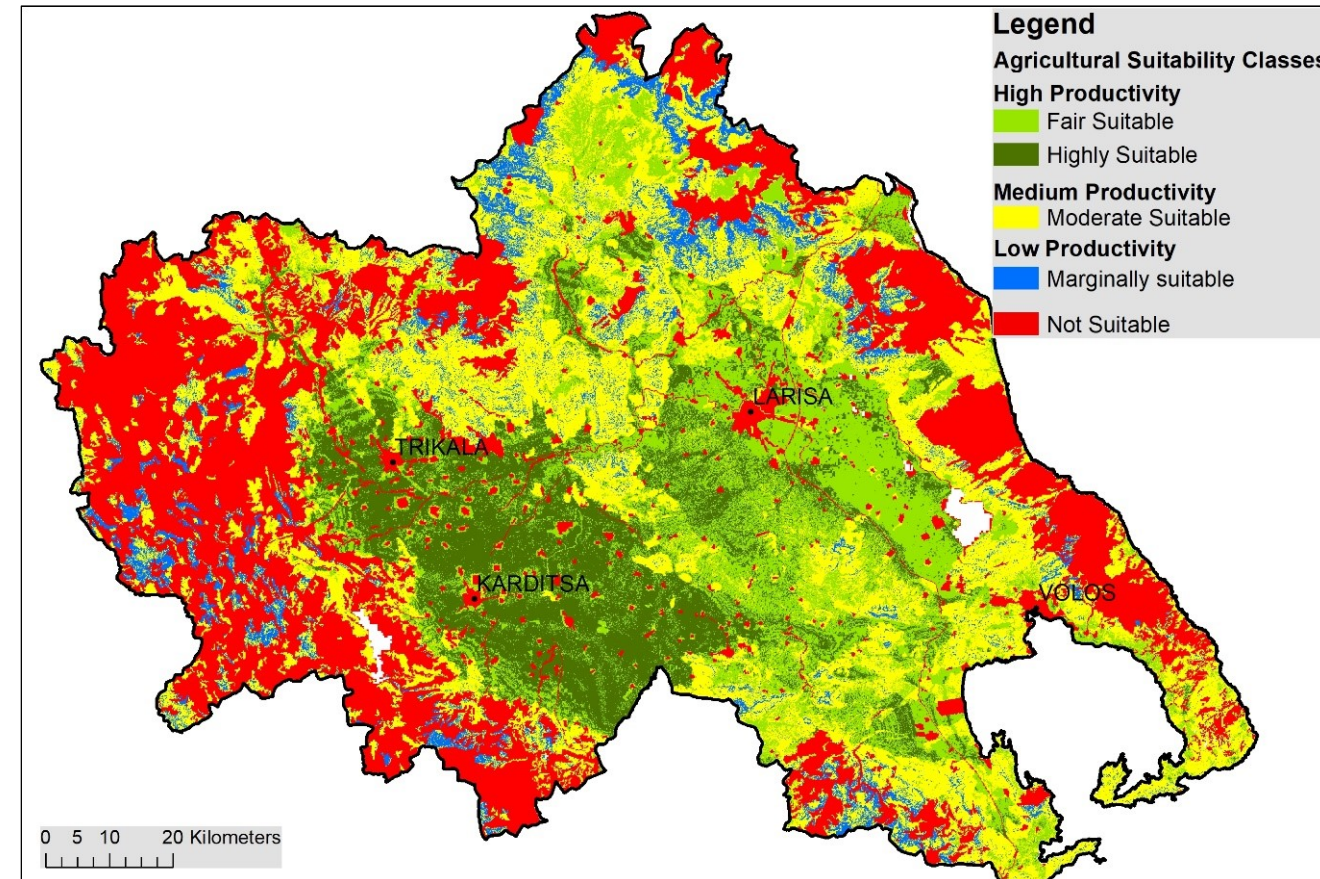 Legend
Agricultural Suitability Classes
High Productivity
Fair Suitable
Highly Suitable
Medium Productivity
Moderate Suitable
Low Productivity
Marginally suitable
Not Suitable
LARISA
TRIKALA
KARDITSA
VOLOS
0 5 10 20 Kilometers